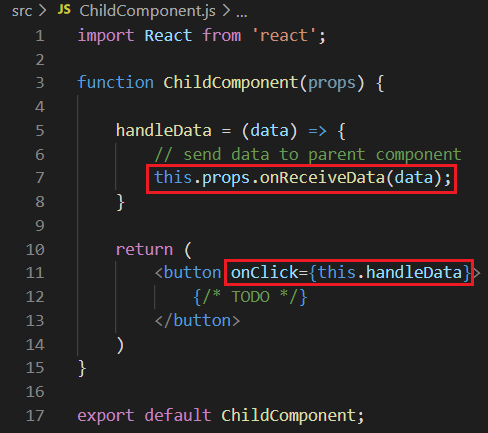 src > JS ChildComponent.js > ...
1 import React from 'react';
2
3 function ChildComponent(props) {
4
5 handleData = (data) => {
6 // send data to parent component
7 this.props.onReceiveData(data);
8 }
9
10 return (
11 <button onClick={this.handleData}>
12 {/* TODO */}
13 </button>
14 )
15 }
16
17 export default ChildComponent;